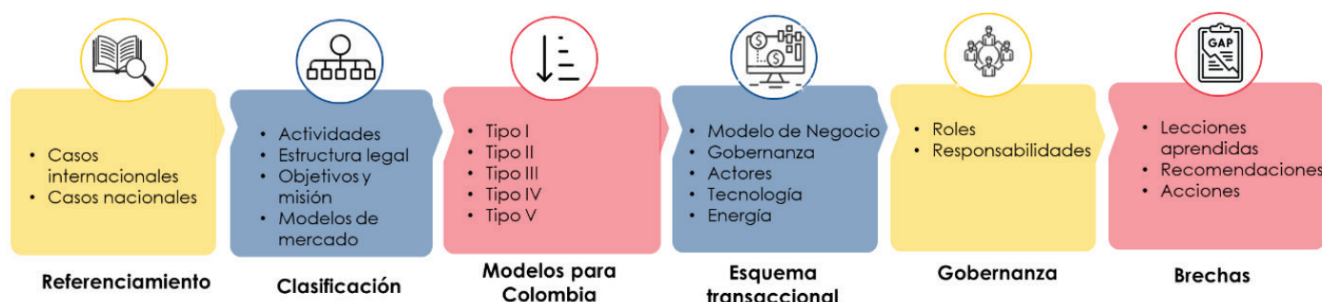 • Casos
internacionales
• Casos nacionales
Referenciamiento
• Actividades
• Estructura legal
• Objetivos y
misión
• Modelos de
mercado
Clasificación
• Tipo I
• Tipo II
• Tipo III
• Tipo IV
• Tipo V
Modelos para
Colombia
• Modelo de Negocio
• Gobernanza
• Actores
• Tecnología
• Energía
Esquema
transaccional
• Roles
• Responsabilidades
Gobernanza
GAP
• Lecciones
aprendidas
• Recomendaciones
• Acciones
Brechas